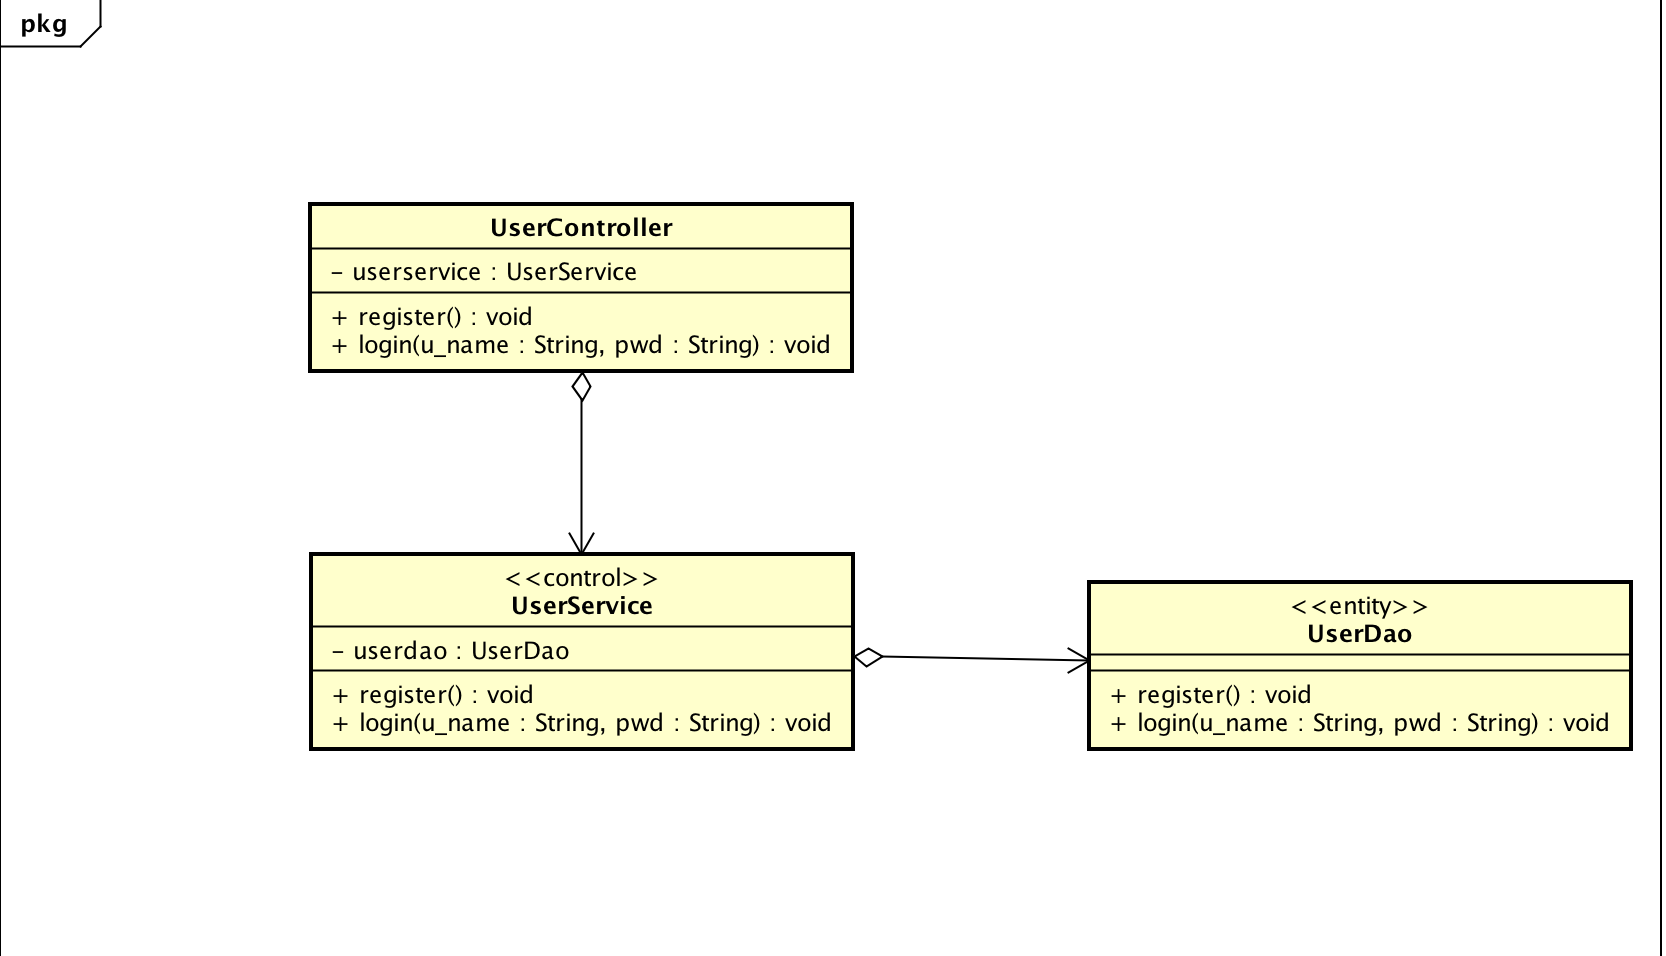 pkg
UserController
- userservice : UserService
+ register() : void
+ login(u_name : String, pwd : String) : void
<<control>>
UserService
- userdao : UserDao
+ register() : void
+ login(u_name : String, pwd : String) : void
<<entity>>
UserDao
+ register() : void
+ login(u_name : String, pwd : String) : void